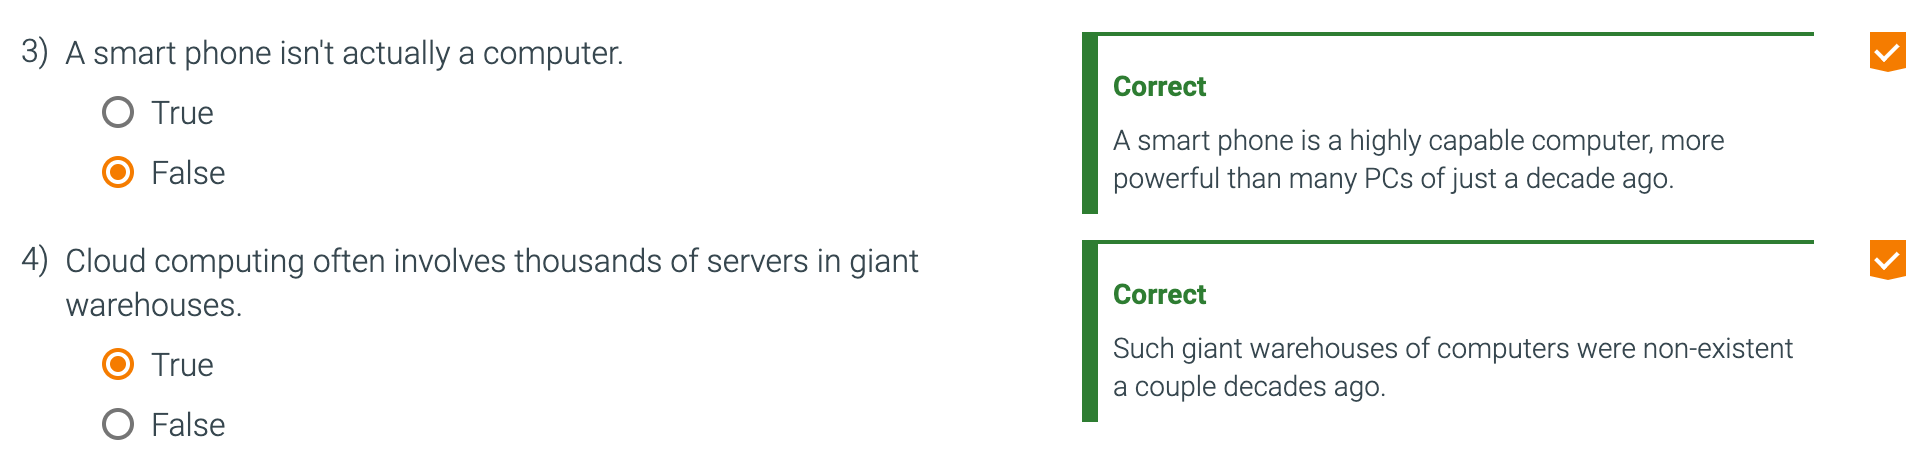 3) A smart phone isn't actually a computer.
True
False
Correct
A smart phone is a highly capable computer, more
powerful than many PCs of just a decade ago.
4) Cloud computing often involves thousands of servers in giant
warehouses.
True
False
Correct
Such giant warehouses of computers were non-existent
a couple decades ago.